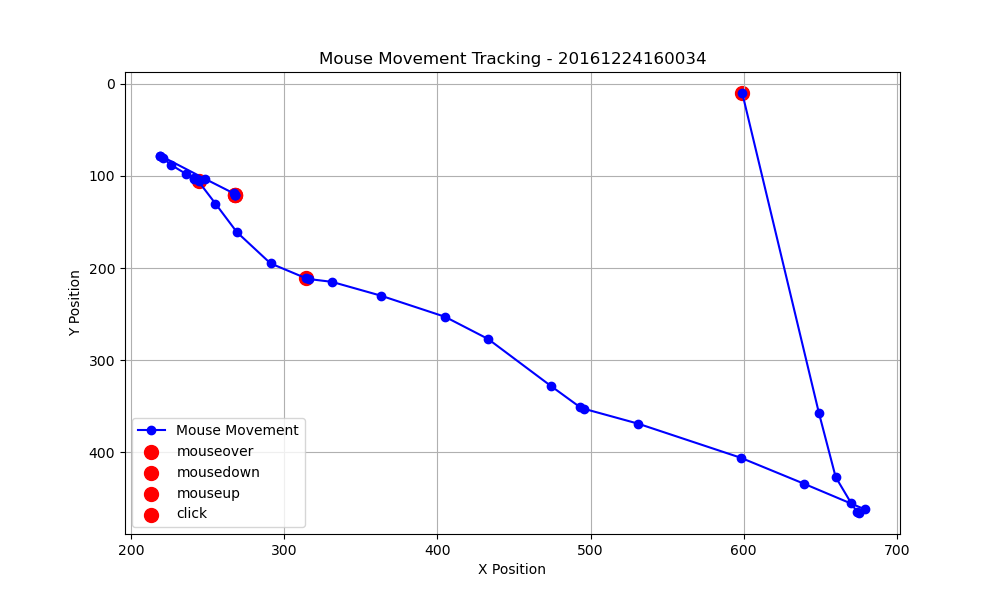 Mouse Movement Tracking - 20161224160034
0
100
200
300
400
Y Position
Mouse Movement
mouseover
mousedown
mouseup
click
200
300
400
500
600
700
X Position